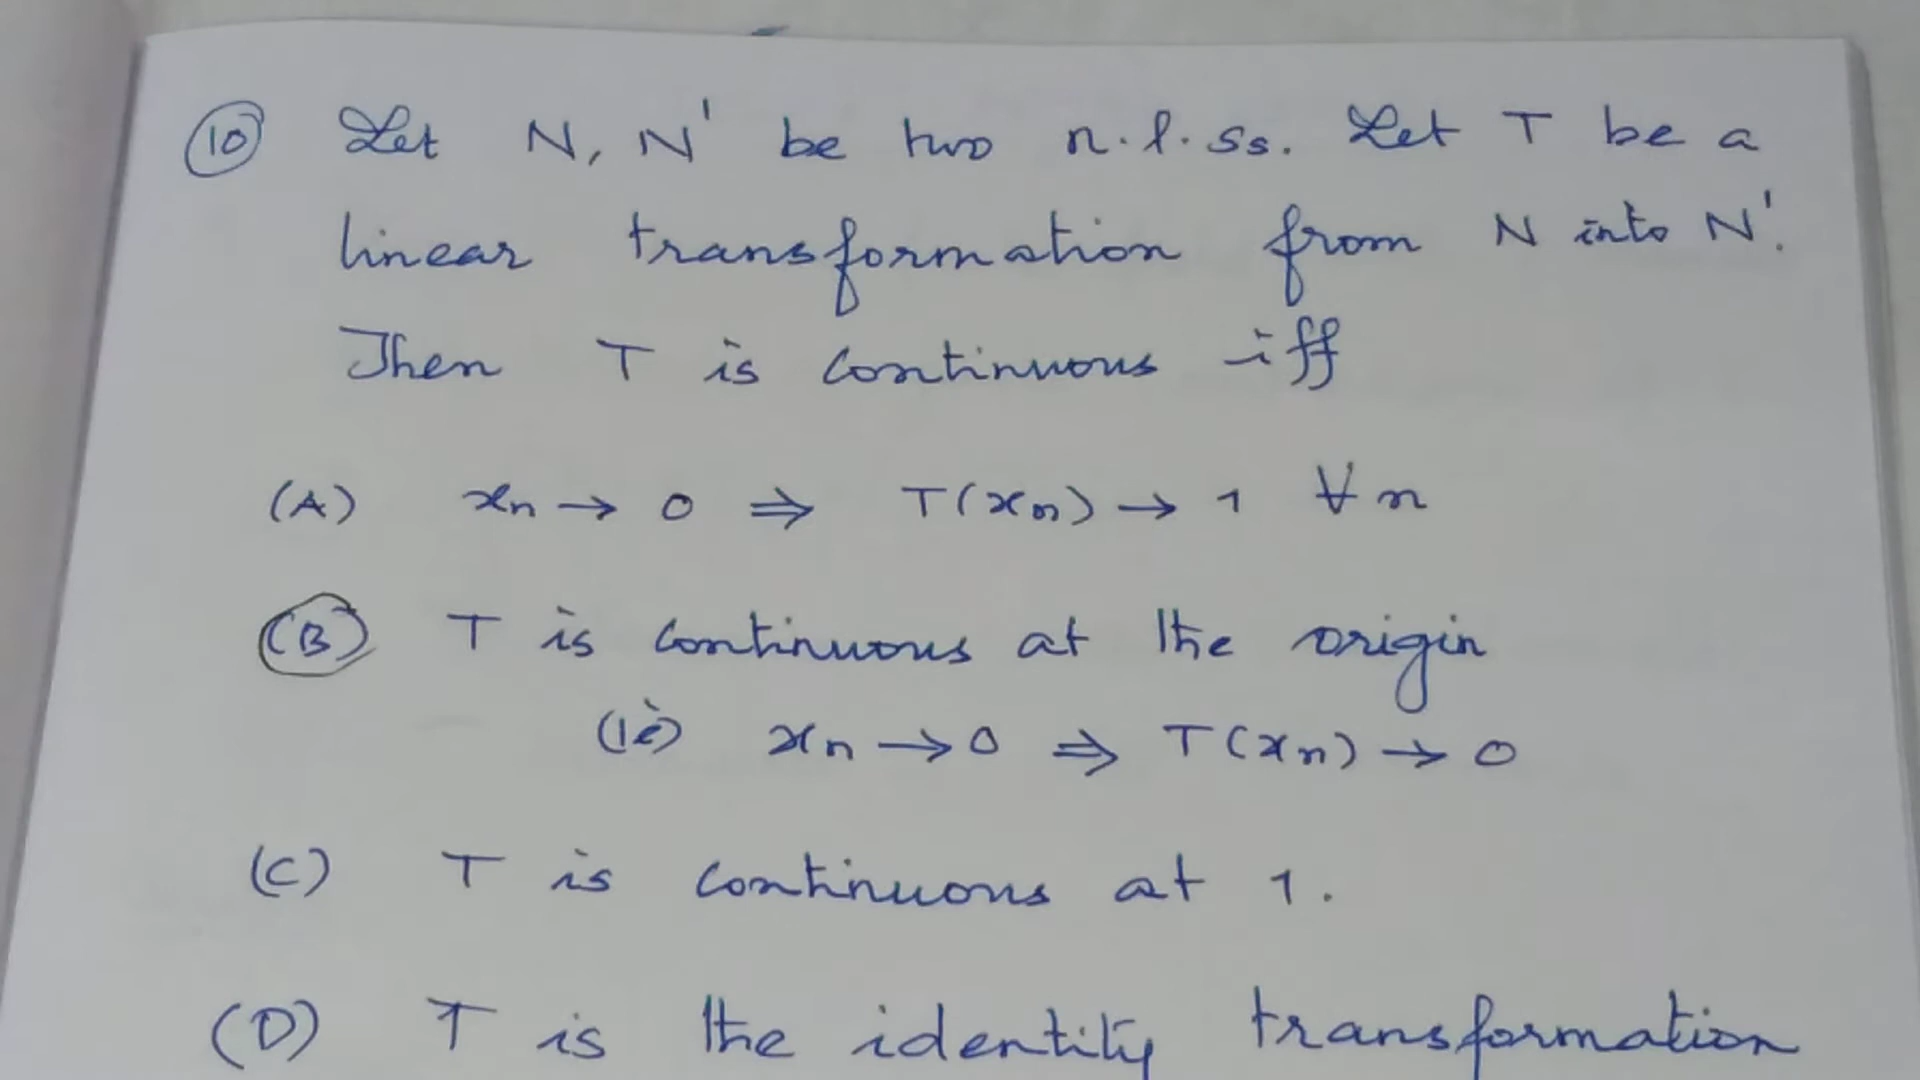 (10) Let N, N' be two n.l.ss. Let T be a
linear transformation from N into N'.
Then T is continuous iff
(A) xn → 0 ⇒ T(xn) → 1 ∀ n
(B) T is continuous at the origin
(ie) xn → 0 ⇒ T(xn) → 0
(C) T is continuous at 1.
(D) T is the identity transformation